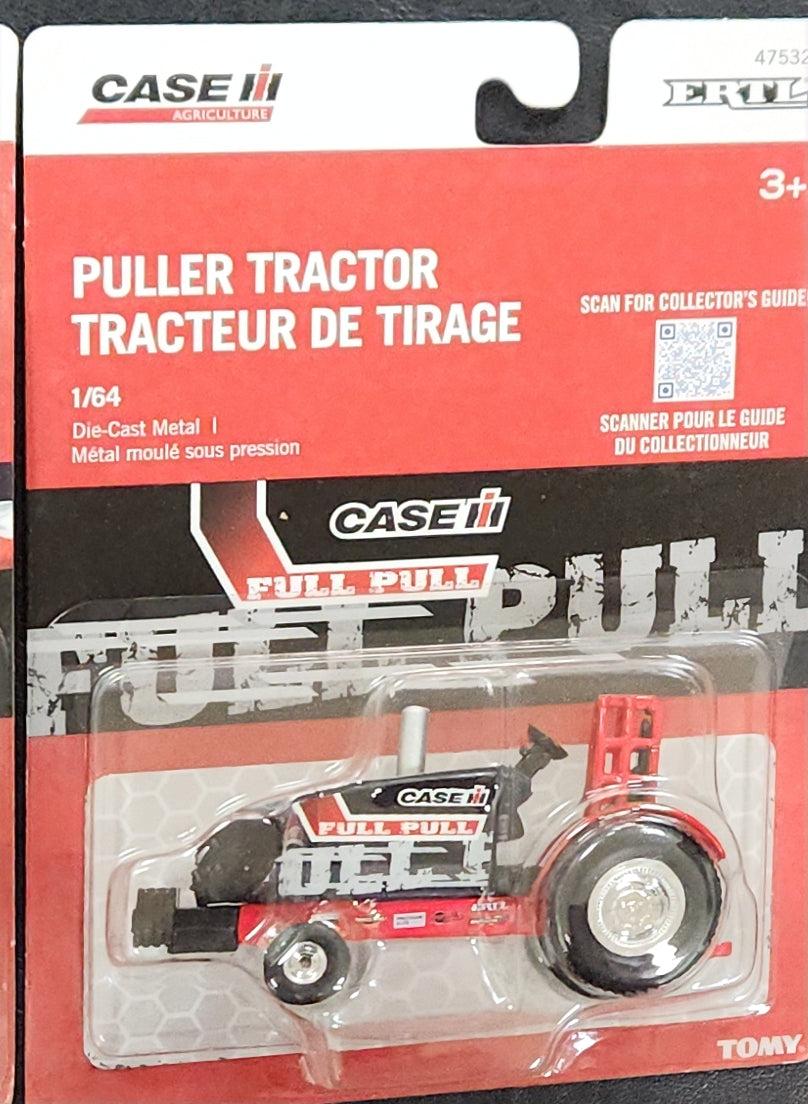 CASE IH
AGRICULTURE
47532
ERTL
3+
PULLER TRACTOR
TRACTEUR DE TIRAGE
1/64
Die-Cast Metal |
Métal moulé sous pression
SCAN FOR COLLECTOR'S GUIDE
SCANNER POUR LE GUIDE
DU COLLECTIONNEUR
CASE IH
FULL PULL
FULL PULL
CASE IH
FULL PULL
ERTL
TOMY